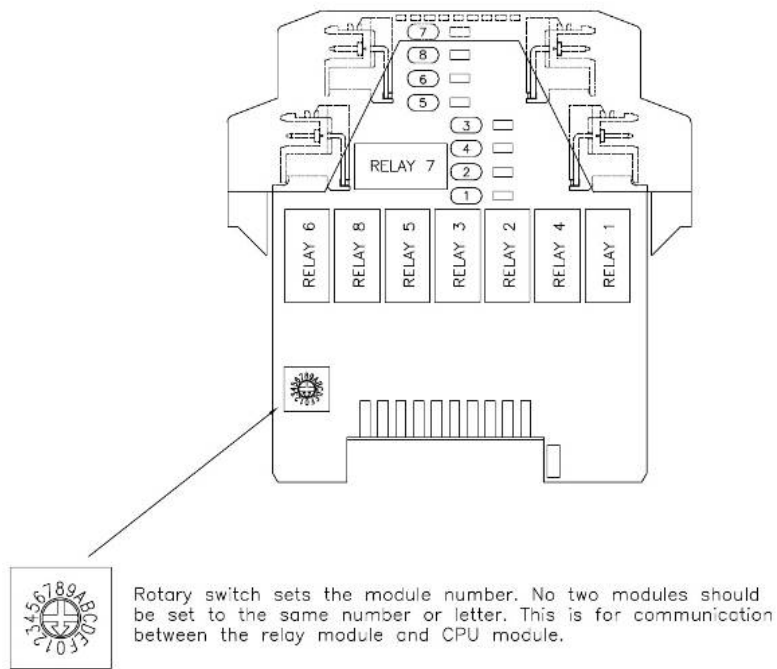 7
8
6
5
3
4
RELAY 7
2
1
RELAY 6
RELAY 8
RELAY 5
RELAY 3
RELAY 2
RELAY 4
RELAY 1
3456789ABCDEF012
Rotary switch sets the module number. No two modules should
be set to the same number or letter. This is for communication
between the relay module and CPU module.